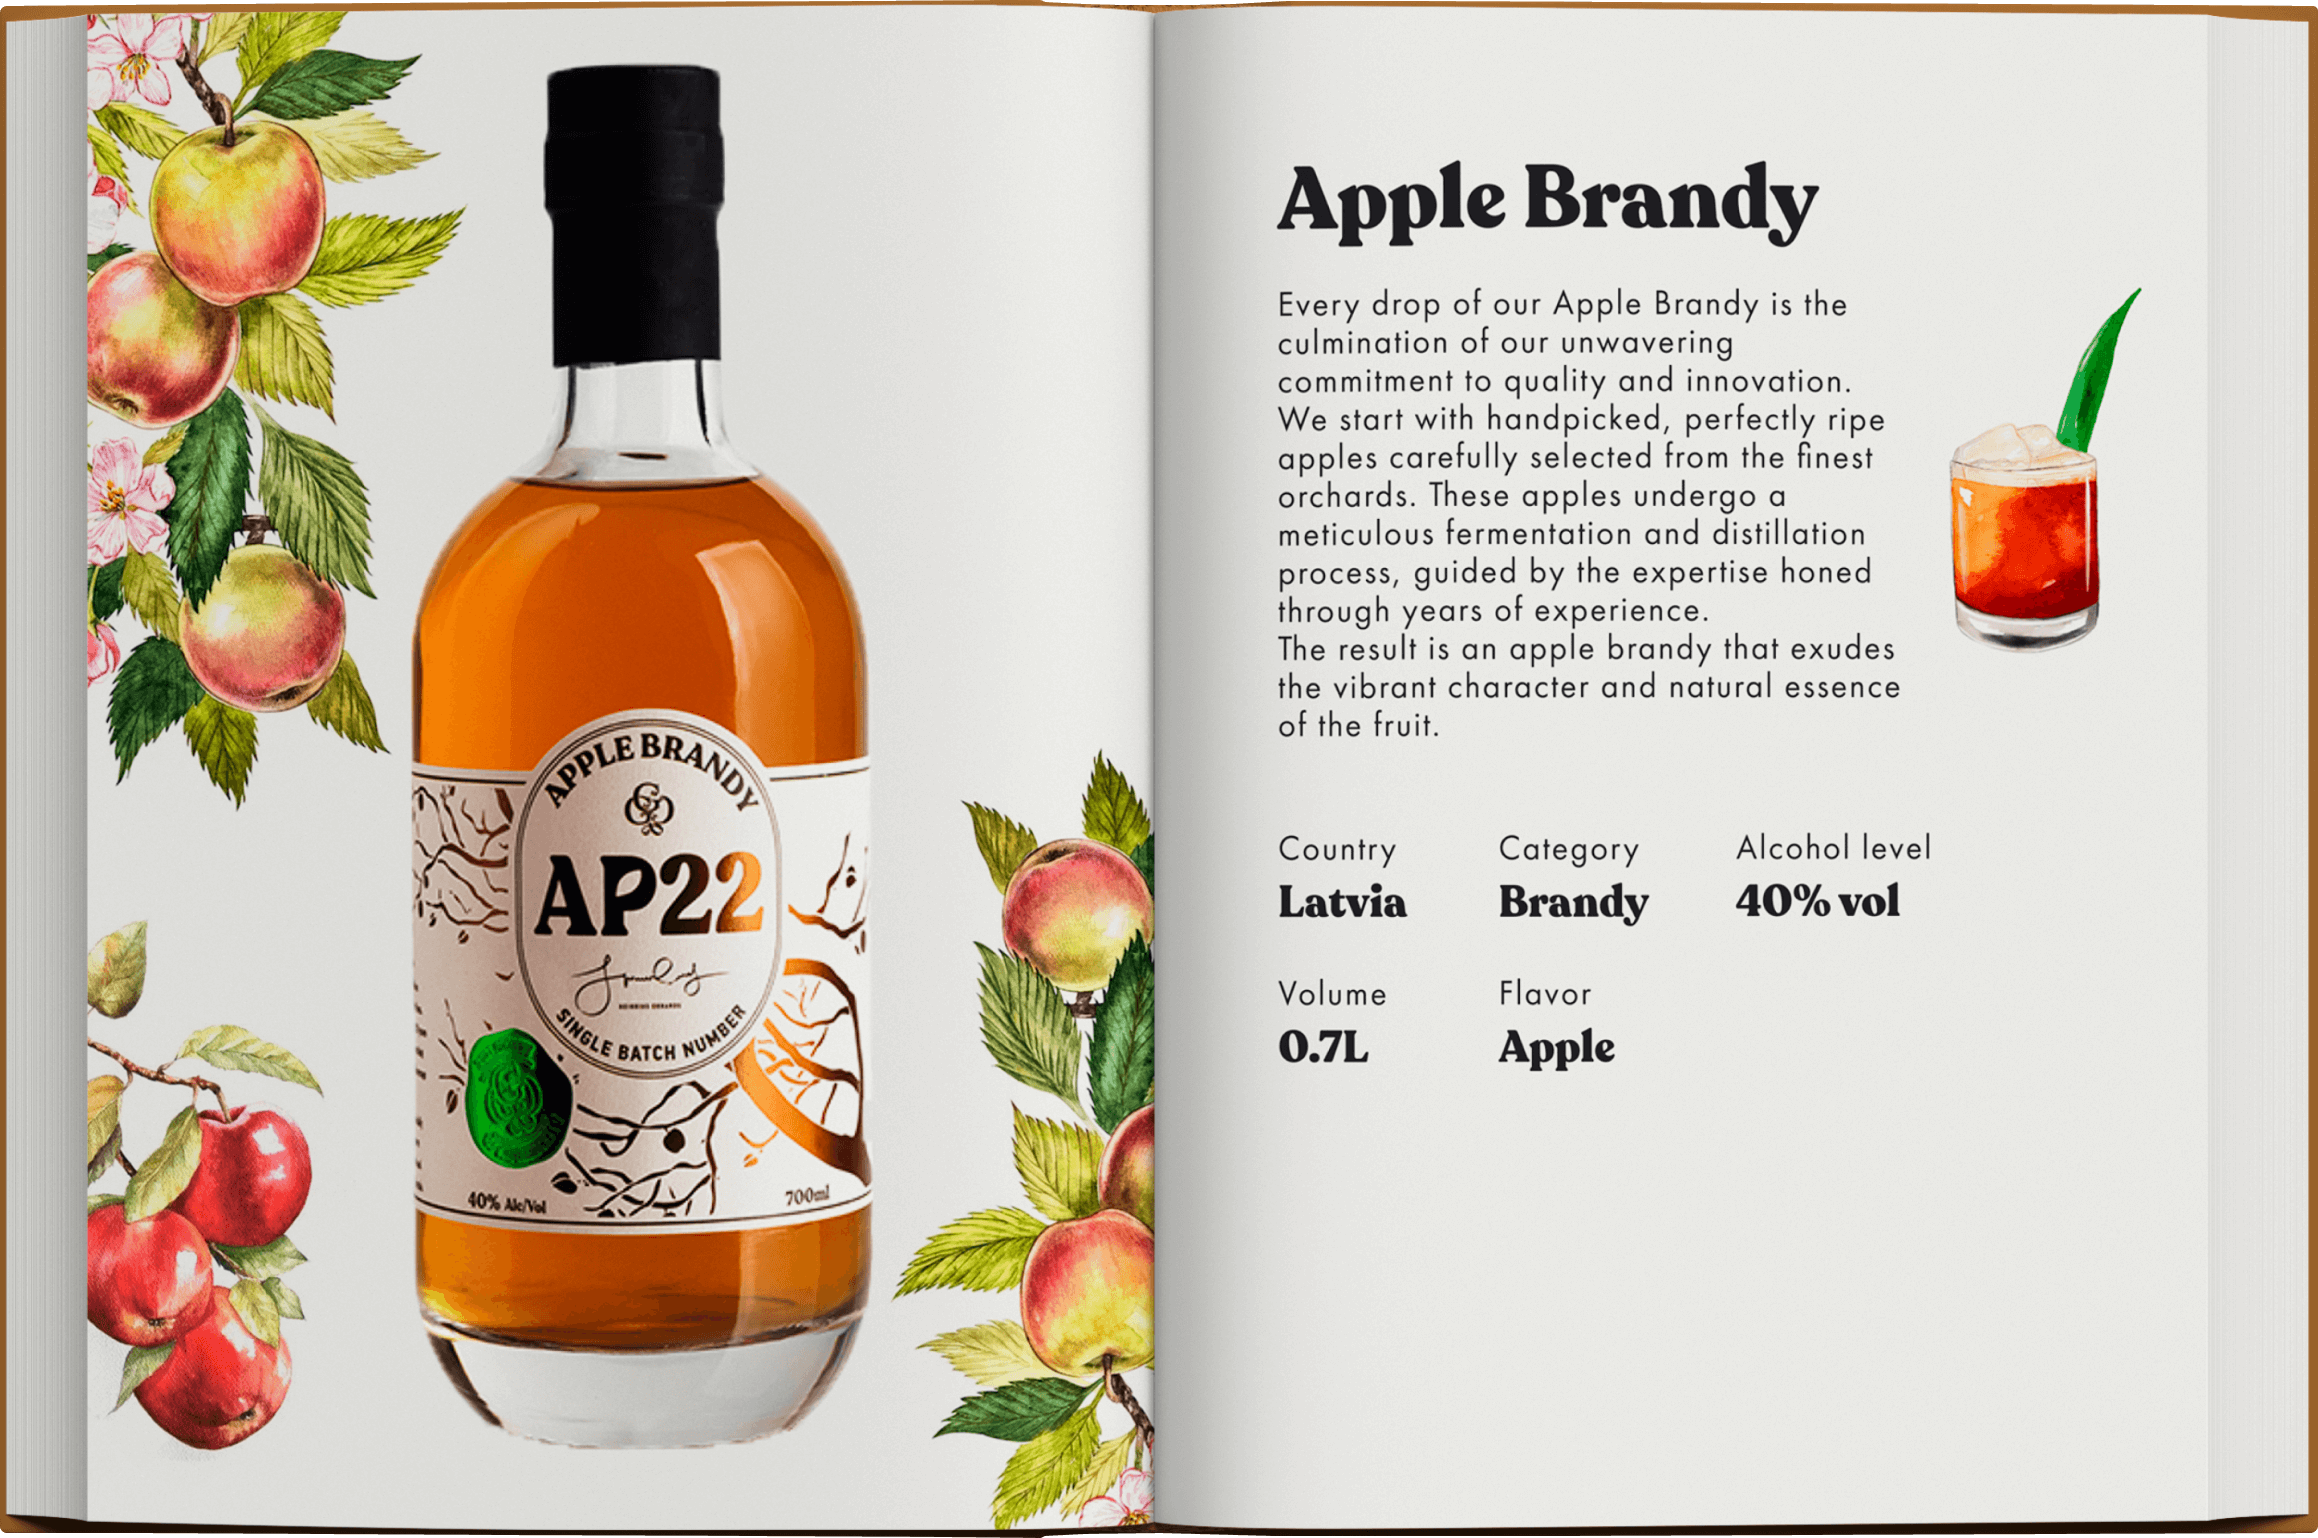 APPLE BRANDY
AP22
SINGLE BATCH NUMBER
40% Alc/Vol
700ml
Apple Brandy
Every drop of our Apple Brandy is the
culmination of our unwavering
commitment to quality and innovation.
We start with handpicked, perfectly ripe
apples carefully selected from the finest
orchards. These apples undergo a
meticulous fermentation and distillation
process, guided by the expertise honed
through years of experience.
The result is an apple brandy that exudes
the vibrant character and natural essence
of the fruit.
Country
Category
Alcohol level
Latvia
Brandy
40% vol
Volume
Flavor
0.7L
Apple